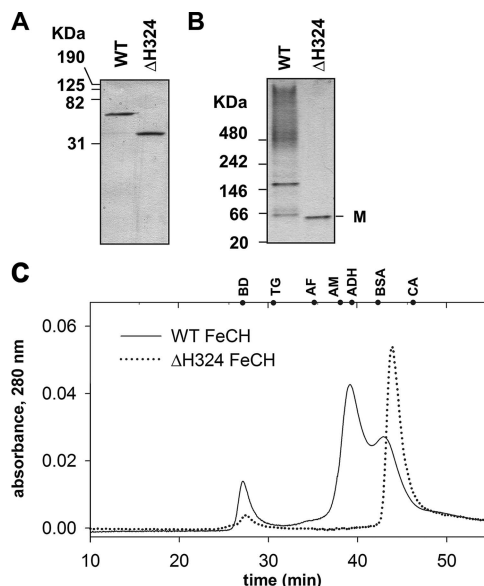 A
KDa
190
125
82
31
WT
ΔH324
B
KDa
480
242
146
66
20
WT
ΔH324
M
C
BD
TG
AF
AM
ADH
BSA
CA
WT FeCH
ΔH324 FeCH
absorbance, 280 nm
0.06
0.04
0.02
0.00
10
20
30
40
50
time (min)